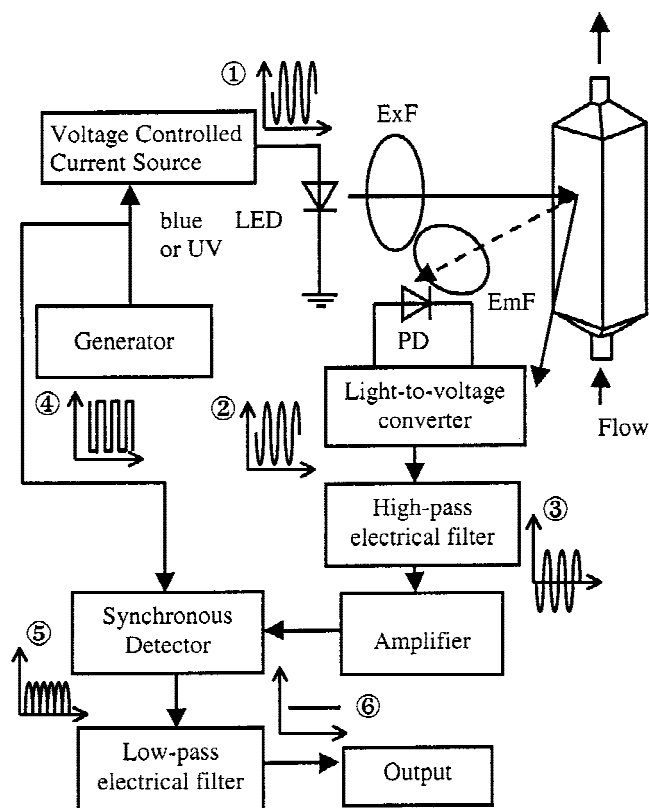 ①
ExF
Voltage Controlled
Current Source
blue
or UV
LED
EmF
Generator
PD
④
②
Light-to-voltage
converter
Flow
High-pass
electrical filter
③
Synchronous
Detector
Amplifier
⑤
⑥
Low-pass
electrical filter
Output